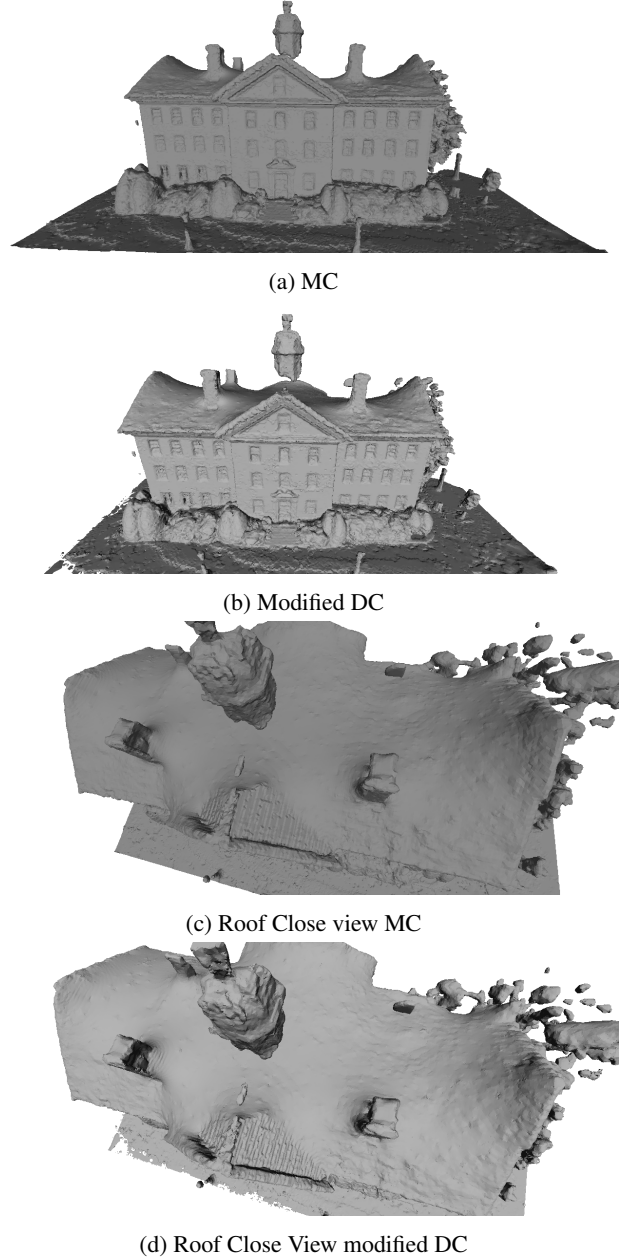 (a) MC
(b) Modified DC
(c) Roof Close view MC
(d) Roof Close View modified DC